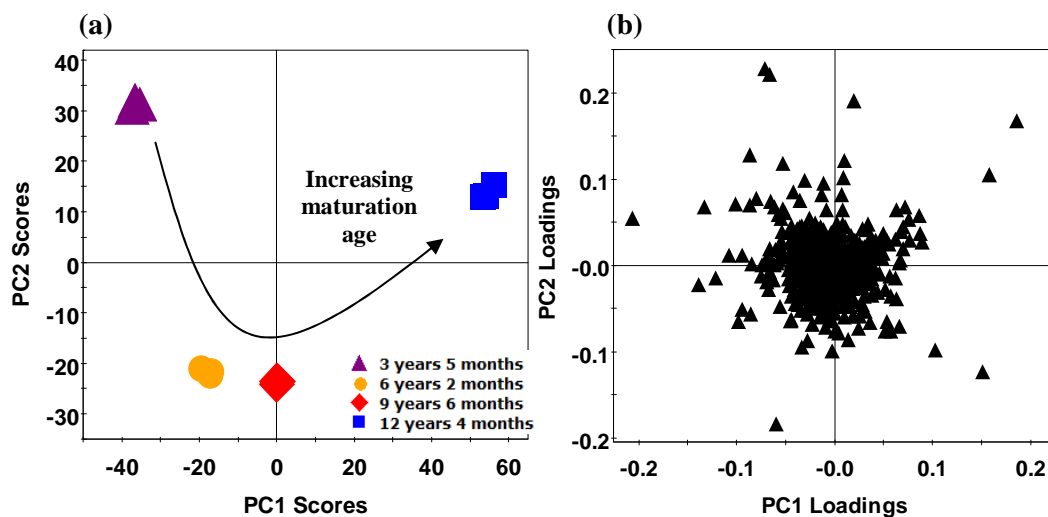 (a)
40
30
20
10
0
-10
-20
-30
PC2 Scores
-40
-20
0
20
40
60
PC1 Scores
Increasing
maturation
age
3 years 5 months
6 years 2 months
9 years 6 months
12 years 4 months
(b)
0.2
0.1
-0.0
-0.1
-0.2
PC2 Loadings
-0.2
-0.1
-0.0
0.1
0.2
PC1 Loadings